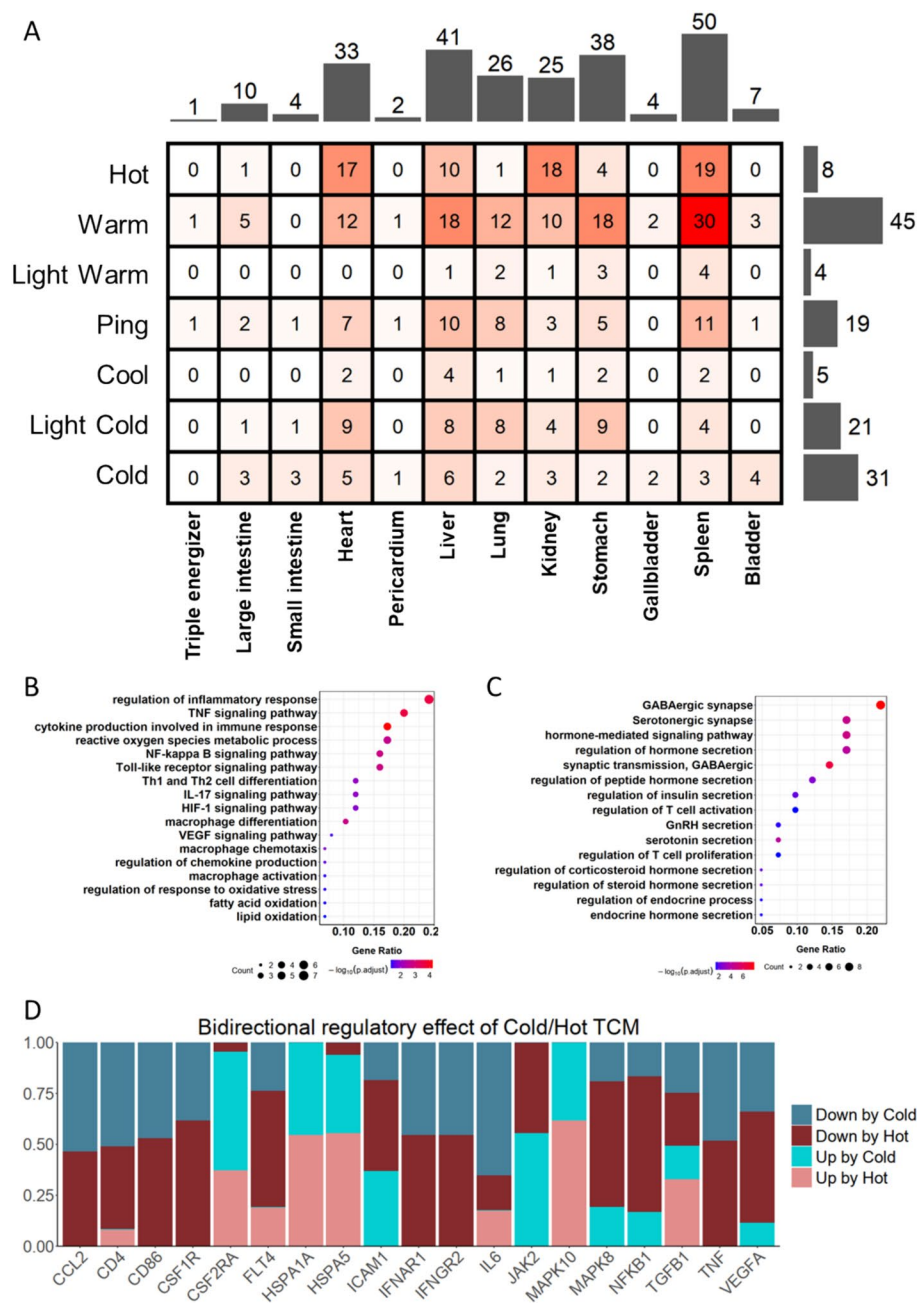 A
1 10 4 33 2 41 26 25 38 4 50 7
Hot 0 1 17 0 10 1 18 4 0 19 0 8
Warm 1 5 0 12 1 18 12 10 18 2 30 3 45
Light Warm 0 0 0 0 0 1 2 1 3 0 4 0 4
Ping 1 2 1 7 1 10 8 3 5 0 11 1 19
Cool 0 0 0 2 0 4 1 1 2 0 2 0 5
Light Cold 0 1 1 9 0 8 8 4 9 0 4 0 21
Cold 0 3 3 5 1 6 2 3 2 2 3 4 31
Triple energizer
Large intestine
Small intestine
Heart
Pericardium
Liver
Lung
Kidney
Stomach
Gallbladder
Spleen
Bladder
B
regulation of inflammatory response
TNF signaling pathway
cytokine production involved in immune response
reactive oxygen species metabolic process
NF-kappa B signaling pathway
Toll-like receptor signaling pathway
Th1 and Th2 cell differentiation
IL-17 signaling pathway
HIF-1 signaling pathway
macrophage differentiation
VEGF signaling pathway
macrophage chemotaxis
regulation of chemokine production
macrophage activation
regulation of response to oxidative stress
fatty acid oxidation
lipid oxidation
0.10 0.15 0.20 0.2
Gene Ratio
Count 2 4 6
3 5 7
−log10(p.adjust)
2 3 4
C
GABAergic synapse
Serotonergic synapse
hormone-mediated signaling pathway
regulation of hormone secretion
synaptic transmission, GABAergic
regulation of peptide hormone secretion
regulation of insulin secretion
regulation of T cell activation
GnRH secretion
serotonin secretion
regulation of T cell proliferation
regulation of corticosteroid hormone secretion
regulation of steroid hormone secretion
regulation of endocrine process
endocrine hormone secretion
0.05 0.10 0.15 0.20
Gene Ratio
−log10(p.adjust)
2 4 6
Count 2 4 6 8
D
Bidirectional regulatory effect of Cold/Hot TCM
1.00
0.75
0.50
0.25
0.00
CCL2
CD4
CD86
CSF1R
CSF2RA
FLT4
HSPA1A
HSPA5
ICAM1
IFNAR1
IFNGR2
IL6
JAK2
MAPK10
MAPK8
NFKB1
TGFB1
TNF
VEGFA
Down by Cold
Down by Hot
Up by Cold
Up by Hot